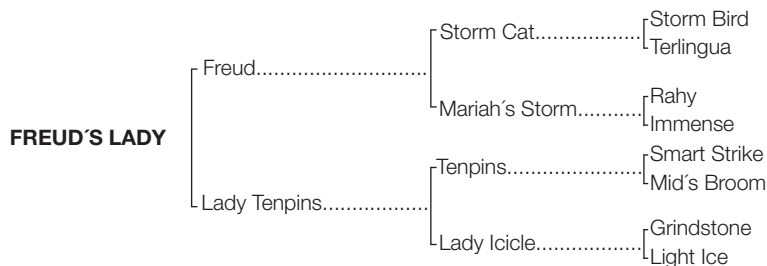 Storm Bird
Storm Cat...................
Terlingua
Freud.............................
Rahy
Mariah´s Storm...........
Immense
FREUD´S LADY
Smart Strike
Tenpins.......................
Mid´s Broom
Lady Tenpins..................
Grindstone
Lady Icicle..................
Light Ice